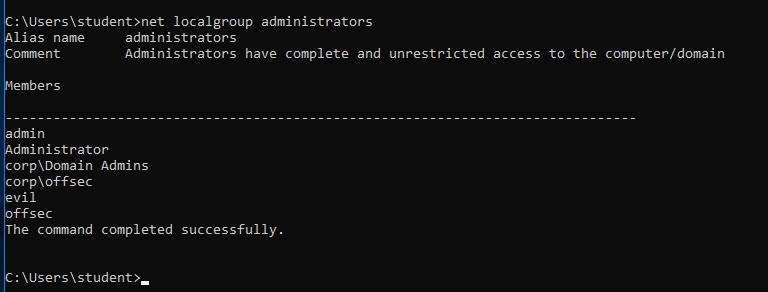 C:\Users\student>net localgroup administrators
Alias name     administrators
Comment        Administrators have complete and unrestricted access to the computer/domain
Members
-------------------------------------------------------------------------------
admin
Administrator
corp\Domain Admins
corp\offsec
evil
offsec
The command completed successfully.
C:\Users\student>